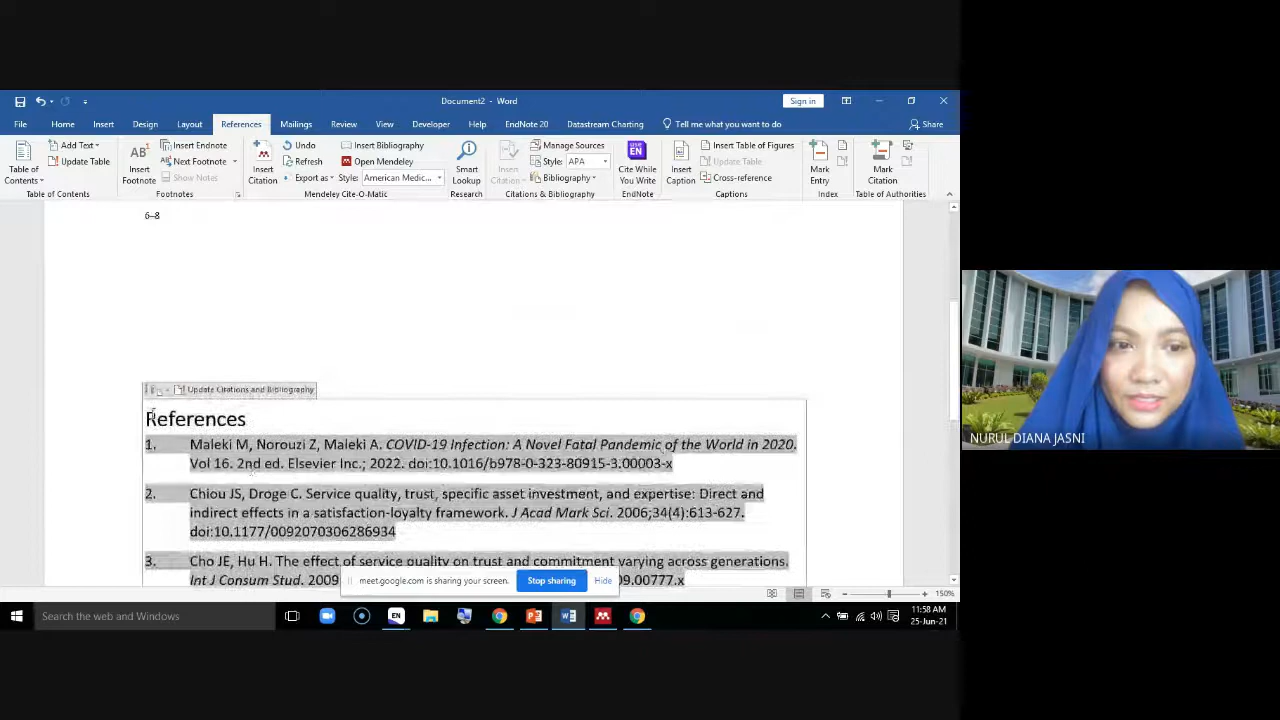 Document2 - Word
Sign in
File Home Insert Design Layout References Mailings Review View Developer Help EndNote 20 Datastream Charting Tell me what you want to do Share
Table of Contents
Add Text
Update Table
Table of Contents
AB1
Insert Footnote
Insert Endnote
Next Footnote
Show Notes
Footnotes
Insert Citation
Undo
Refresh
Export
Insert Bibliography
Open Mendeley
Style: American Medic...
Mendeley Cite-O-Matic
Smart Lookup
Research
Insert Citation
Manage Sources
Style: APA
Bibliography
Citations & Bibliography
EN
Cite While You Write
EndNote
Insert Caption
Insert Table of Figures
Update Table
Cross-reference
Captions
Mark Entry
Index
Mark Citation
Table of Authorities
6–8
Update Citations and Bibliography
References
1. Maleki M, Norouzi Z, Maleki A. COVID-19 Infection: A Novel Fatal Pandemic of the World in 2020.
Vol 16. 2nd ed. Elsevier Inc.; 2022. doi:10.1016/b978-0-323-80915-3.00003-x
2. Chiou JS, Droge C. Service quality, trust, specific asset investment, and expertise: Direct and
indirect effects in a satisfaction-loyalty framework. J Acad Mark Sci. 2006;34(4):613-627.
doi:10.1177/0092070306286934
3. Cho JE, Hu H. The effect of service quality on trust and commitment varying across generations.
Int J Consum Stud. 2009 09.00777.x
meet.google.com is sharing your screen. Stop sharing Hide
150%
Search the web and Windows
EN
11:58 AM
25-Jun-21
NURUL DIANA JASNI